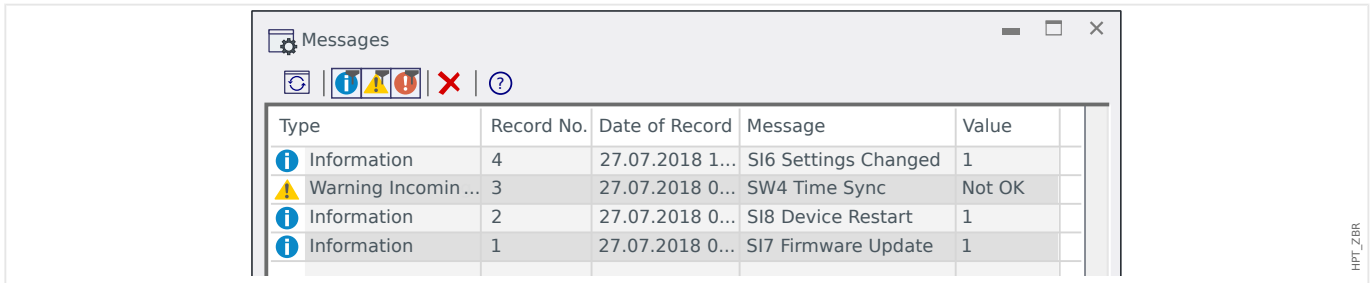 Messages
Type Record No. Date of Record Message Value
Information 4 27.07.2018 1... SI6 Settings Changed 1
Warning Incomin ... 3 27.07.2018 0... SW4 Time Sync Not OK
Information 2 27.07.2018 0... SI8 Device Restart 1
Information 1 27.07.2018 0... SI7 Firmware Update 1
HPT_ZBR